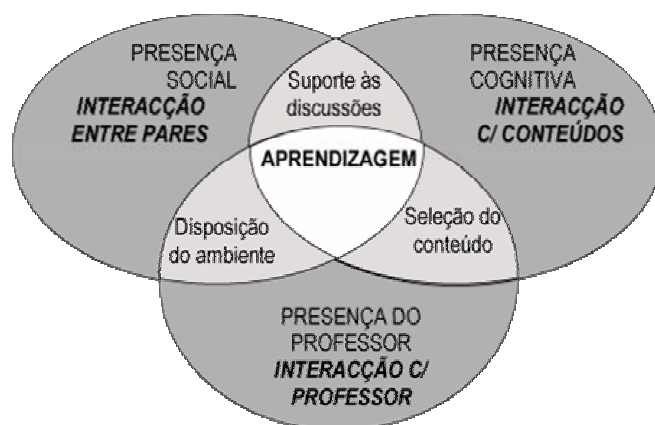 PRESENÇA
SOCIAL
INTERACÇÃO
ENTRE PARES
Suporte às
discussões
PRESENÇA
COGNITIVA
INTERACÇÃO
C/ CONTEÚDOS
APRENDIZAGEM
Disposição
do ambiente
Seleção do
conteúdo
PRESENÇA DO
PROFESSOR
INTERACÇÃO C/
PROFESSOR